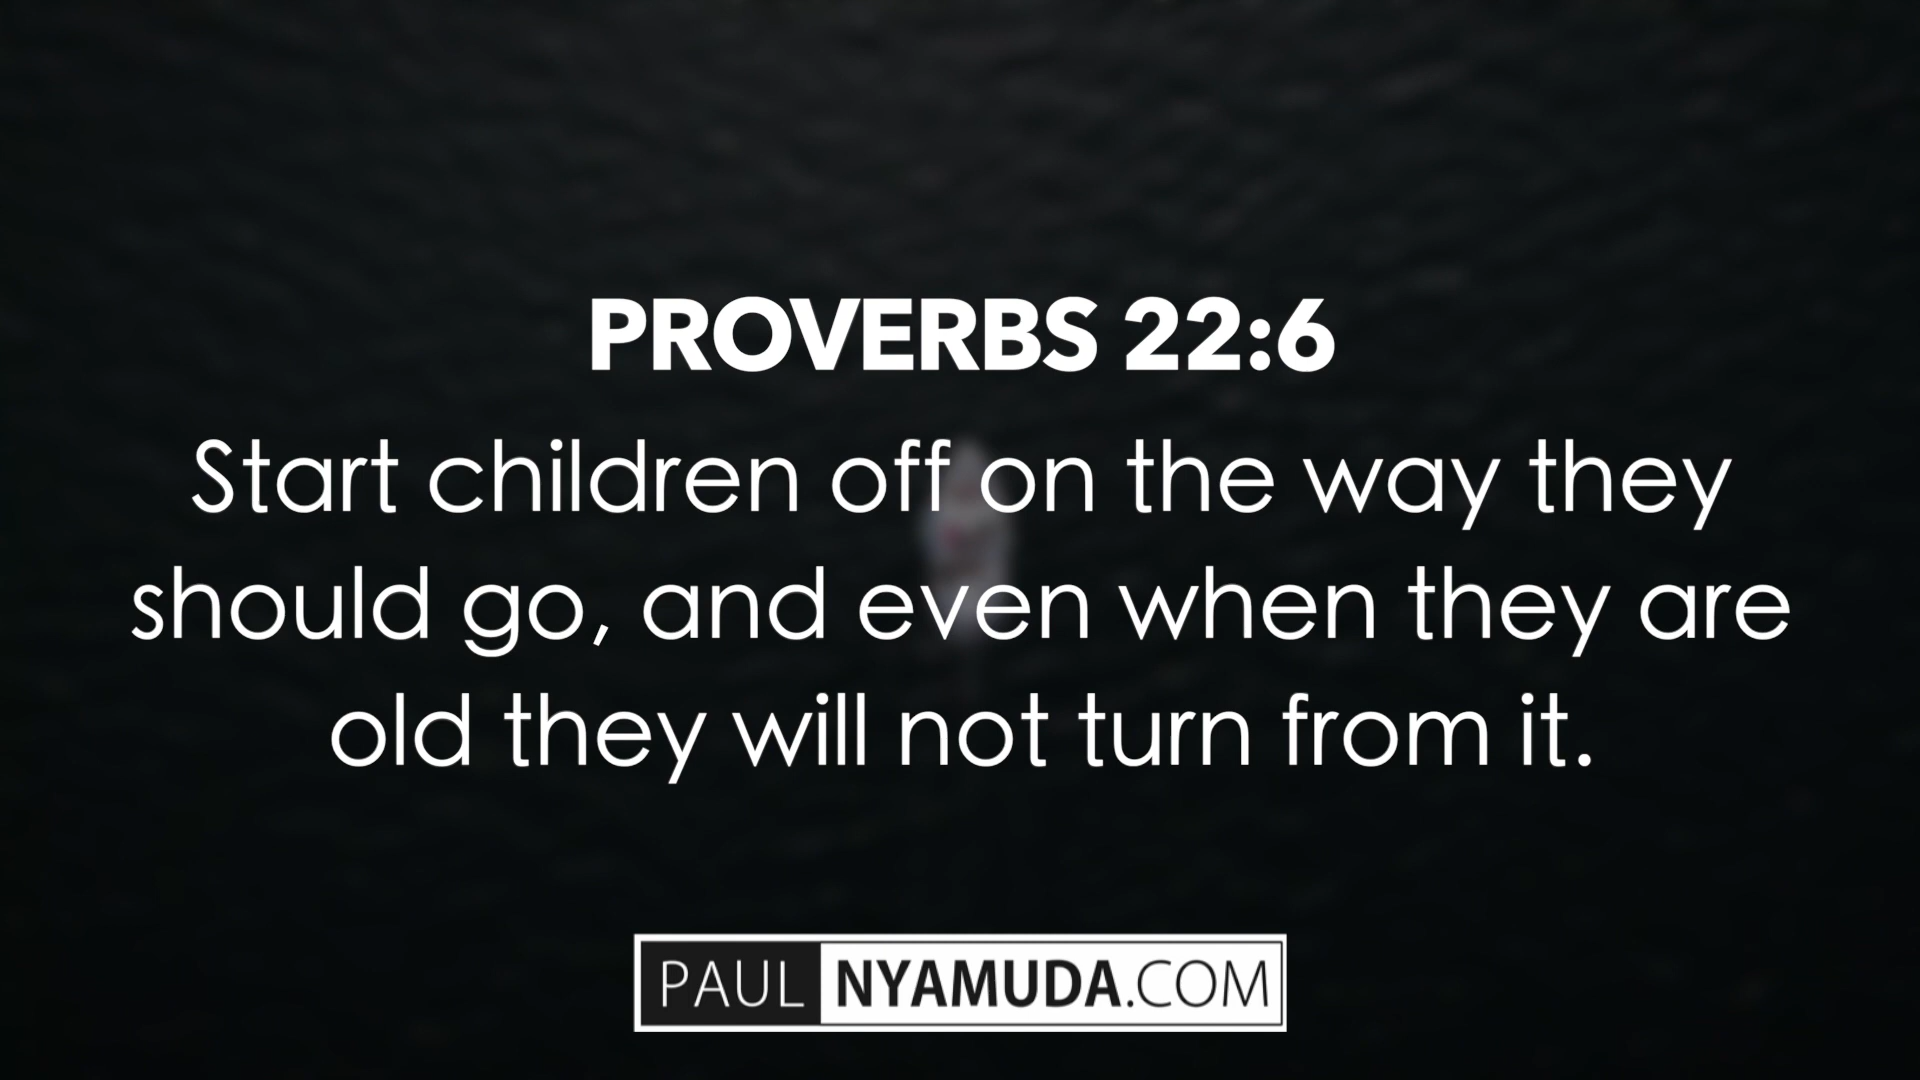 PROVERBS 22:6
Start children off on the way they
should go, and even when they are
old they will not turn from it.
PAUL NYAMUDA.COM